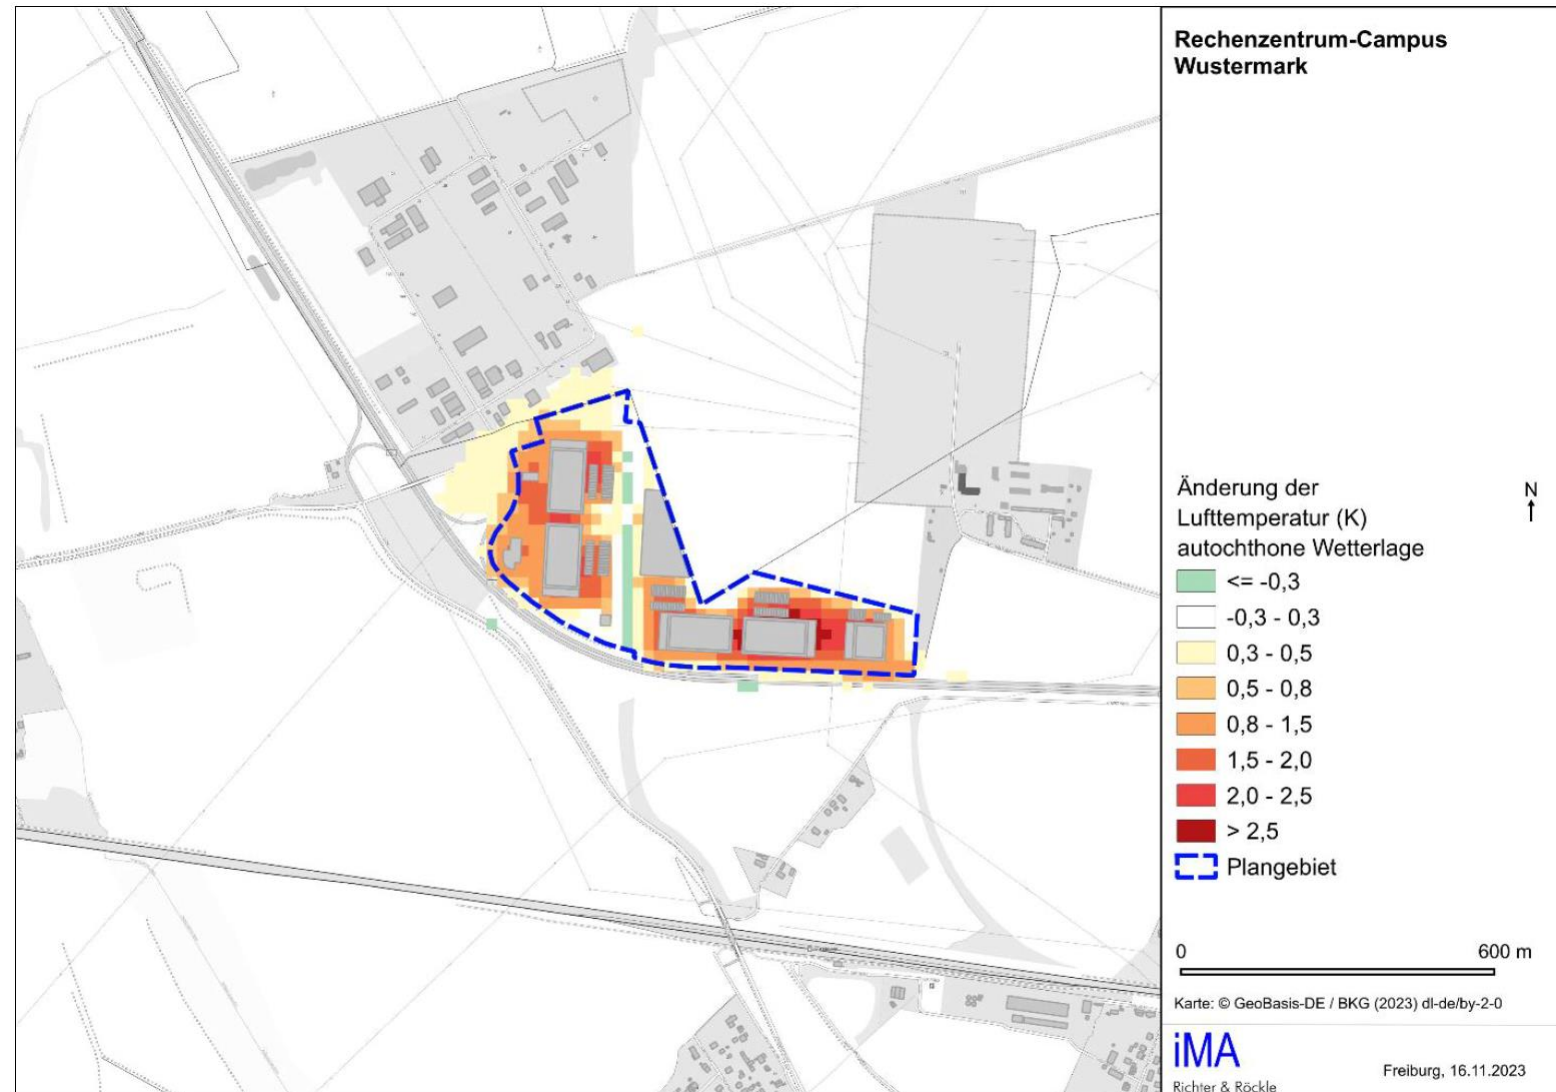 Rechenzentrum-Campus
Wustermark
Änderung der
Lufttemperatur (K)
autochthone Wetterlage
<= -0,3
-0,3 - 0,3
0,3 - 0,5
0,5 - 0,8
0,8 - 1,5
1,5 - 2,0
2,0 - 2,5
> 2,5
Plangebiet
N
0 600 m
Karte: © GeoBasis-DE / BKG (2023) dl-de/by-2-0
iMA
Richter & Röckle
Freiburg, 16.11.2023